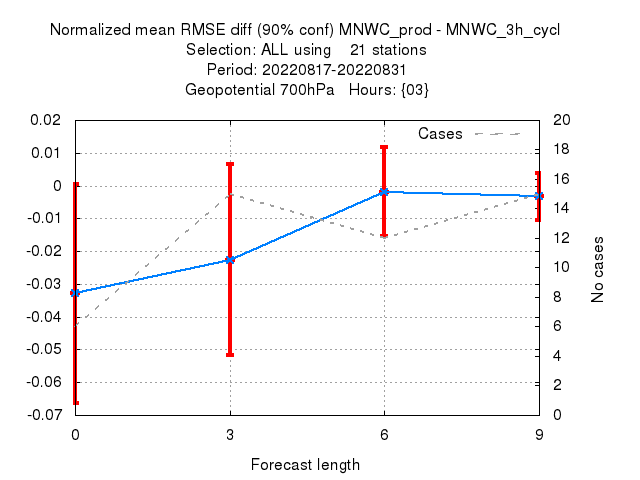 Normalized mean RMSE diff (90% conf) MNWC_prod - MNWC_3h_cycl
Selection: ALL using    21 stations
Period: 20220817-20220831
Geopotential 700hPa   Hours: {03}
Cases
0.02
0.01
0
-0.01
-0.02
-0.03
-0.04
-0.05
-0.06
-0.07
20
18
16
14
12
10
8
6
4
2
0
No cases
0 3 6 9
Forecast length